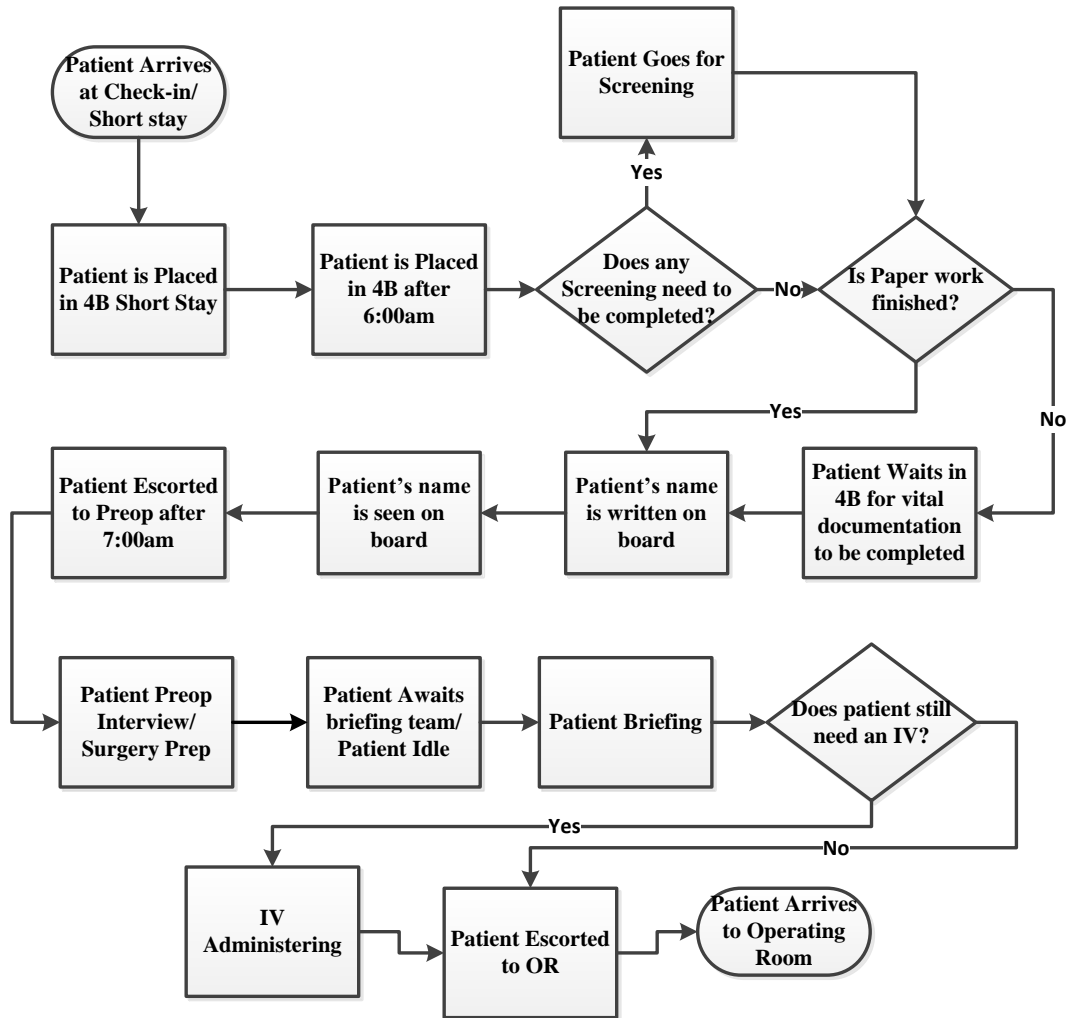 Patient Arrives
at Check-in/
Short stay
Patient Goes for
Screening
Yes
Patient is Placed
in 4B Short Stay
Patient is Placed
in 4B after
6:00am
Does any
Screening need to
be completed?
No
Is Paper work
finished?
Yes
No
Patient Escorted
to Preop after
7:00am
Patient's name
is seen on
board
Patient's name
is written on
board
Patient Waits in
4B for vital
documentation
to be completed
Patient Preop
Interview/
Surgery Prep
Patient Awaits
briefing team/
Patient Idle
Patient Briefing
Does patient still
need an IV?
Yes
No
IV
Administering
Patient Escorted
to OR
Patient Arrives
to Operating
Room